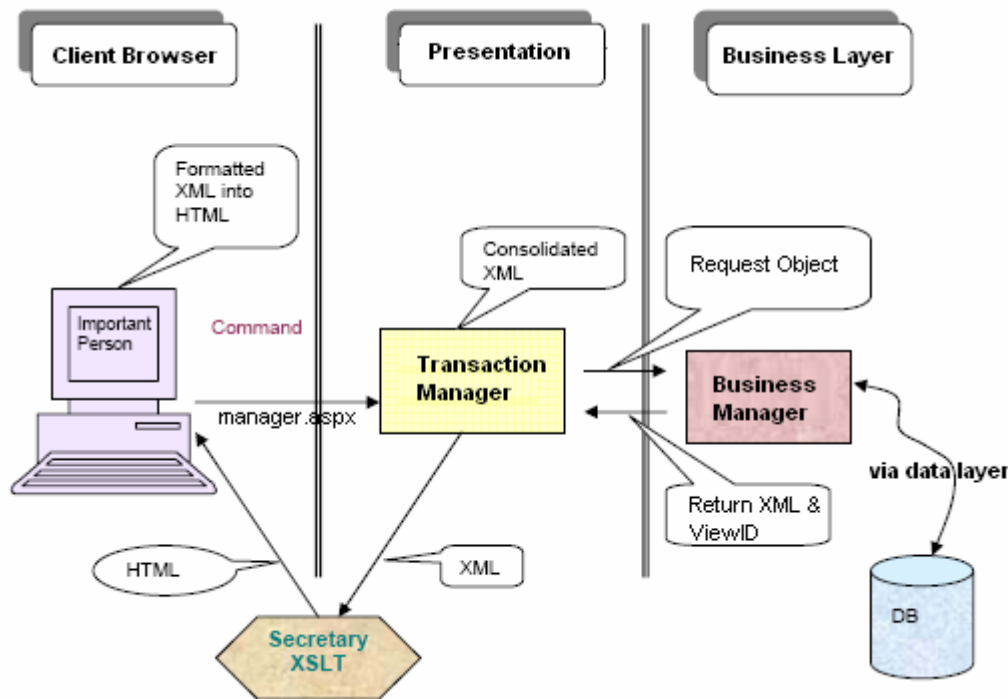 Client Browser
Presentation
Business Layer
Formatted
XML into
HTML
Consolidated
XML
Request Object
Important
Person
Command
manager.aspx
Transaction
Manager
Business
Manager
via data layer
Return XML &
ViewID
HTML
XML
DB
Secretary
XSLT